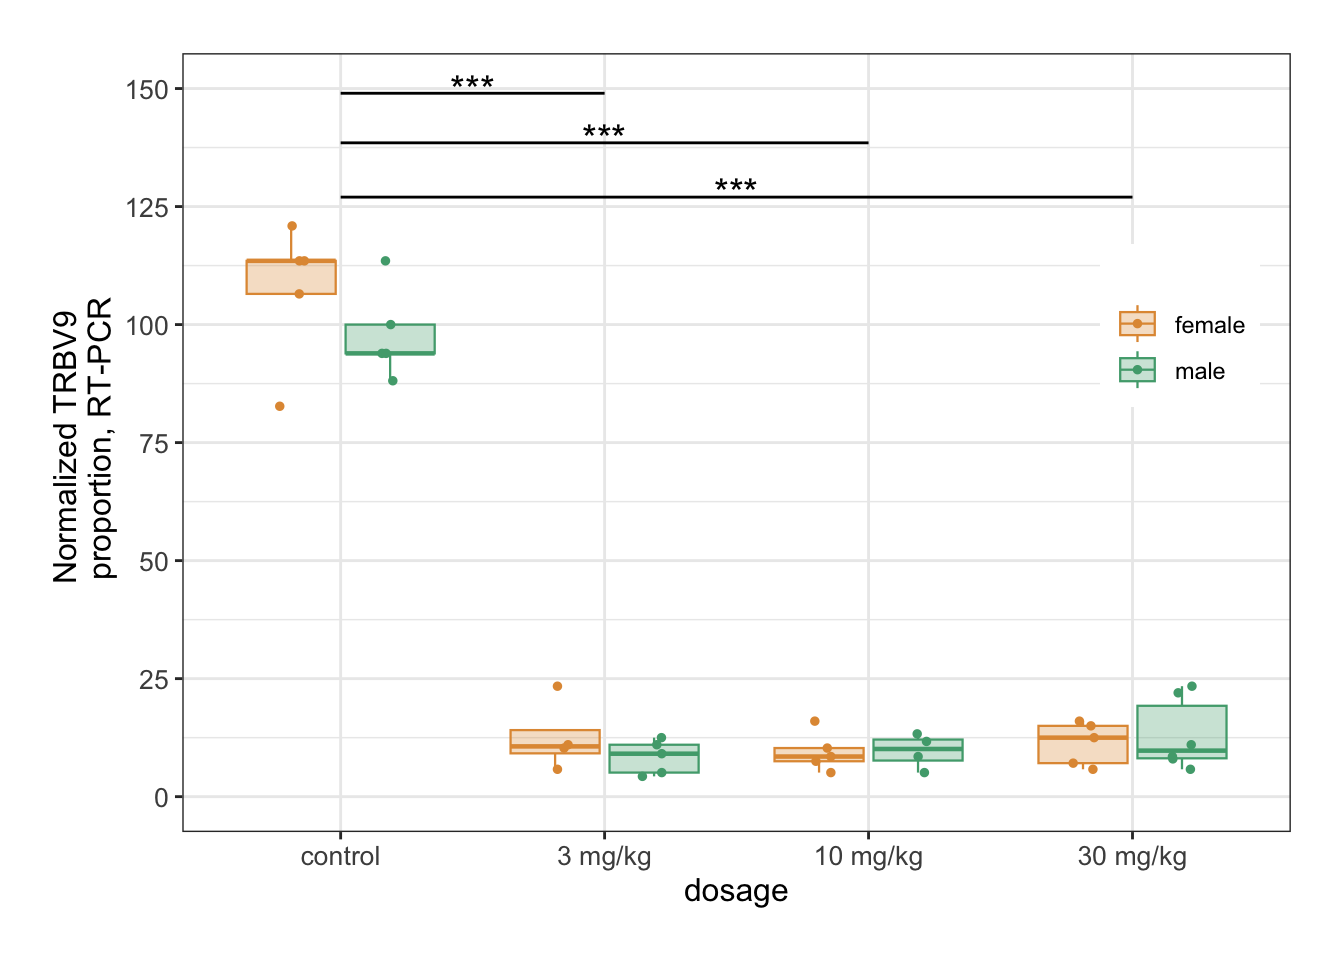 ***
***
***
150
125
100
75
50
25
0
Normalized TRBV9
proportion, RT-PCR
female
male
control 3 mg/kg 10 mg/kg 30 mg/kg
dosage